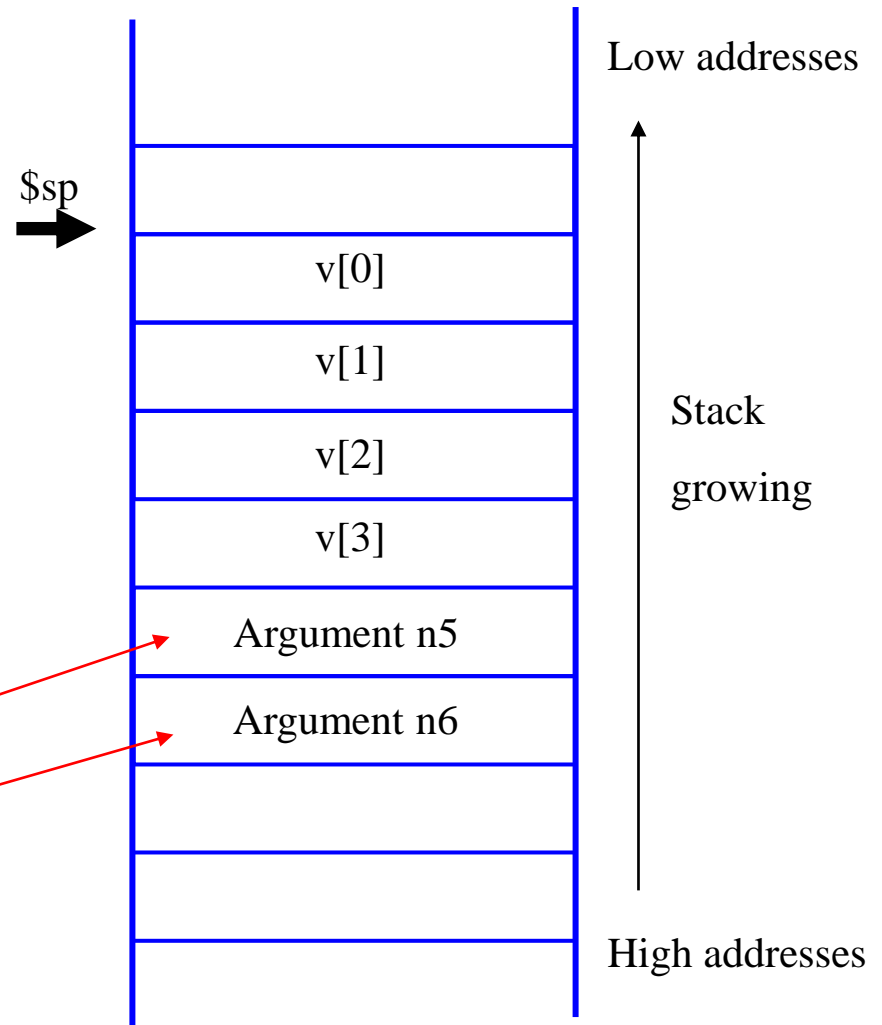 Low addresses
$sp
v[0]
v[1]
v[2]
Stack
growing
v[3]
Argument n5
Argument n6
High addresses